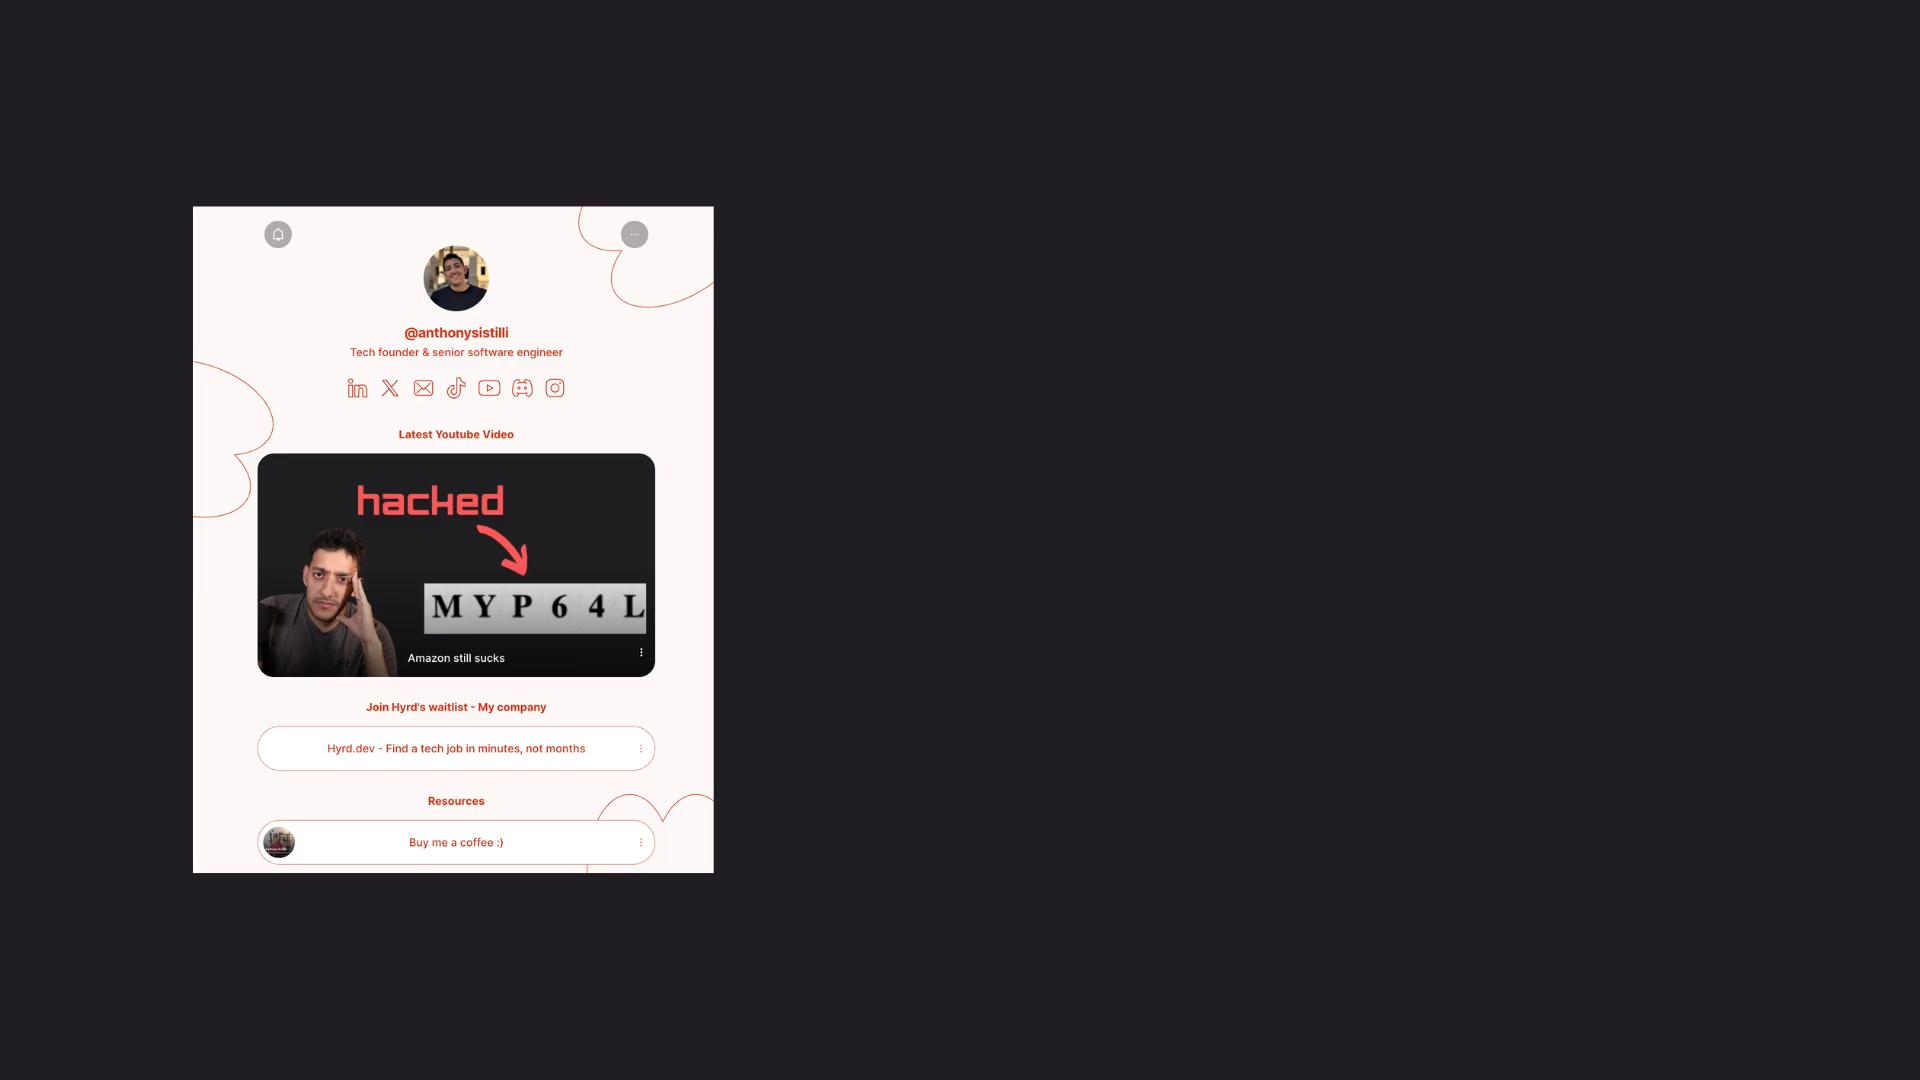 @anthonysistilli
Tech founder & senior software engineer
Latest Youtube Video
hacked
MYP64L
Amazon still sucks
Join Hyrd's waitlist - My company
Hyrd.dev - Find a tech job in minutes, not months
Resources
Buy me a coffee :)